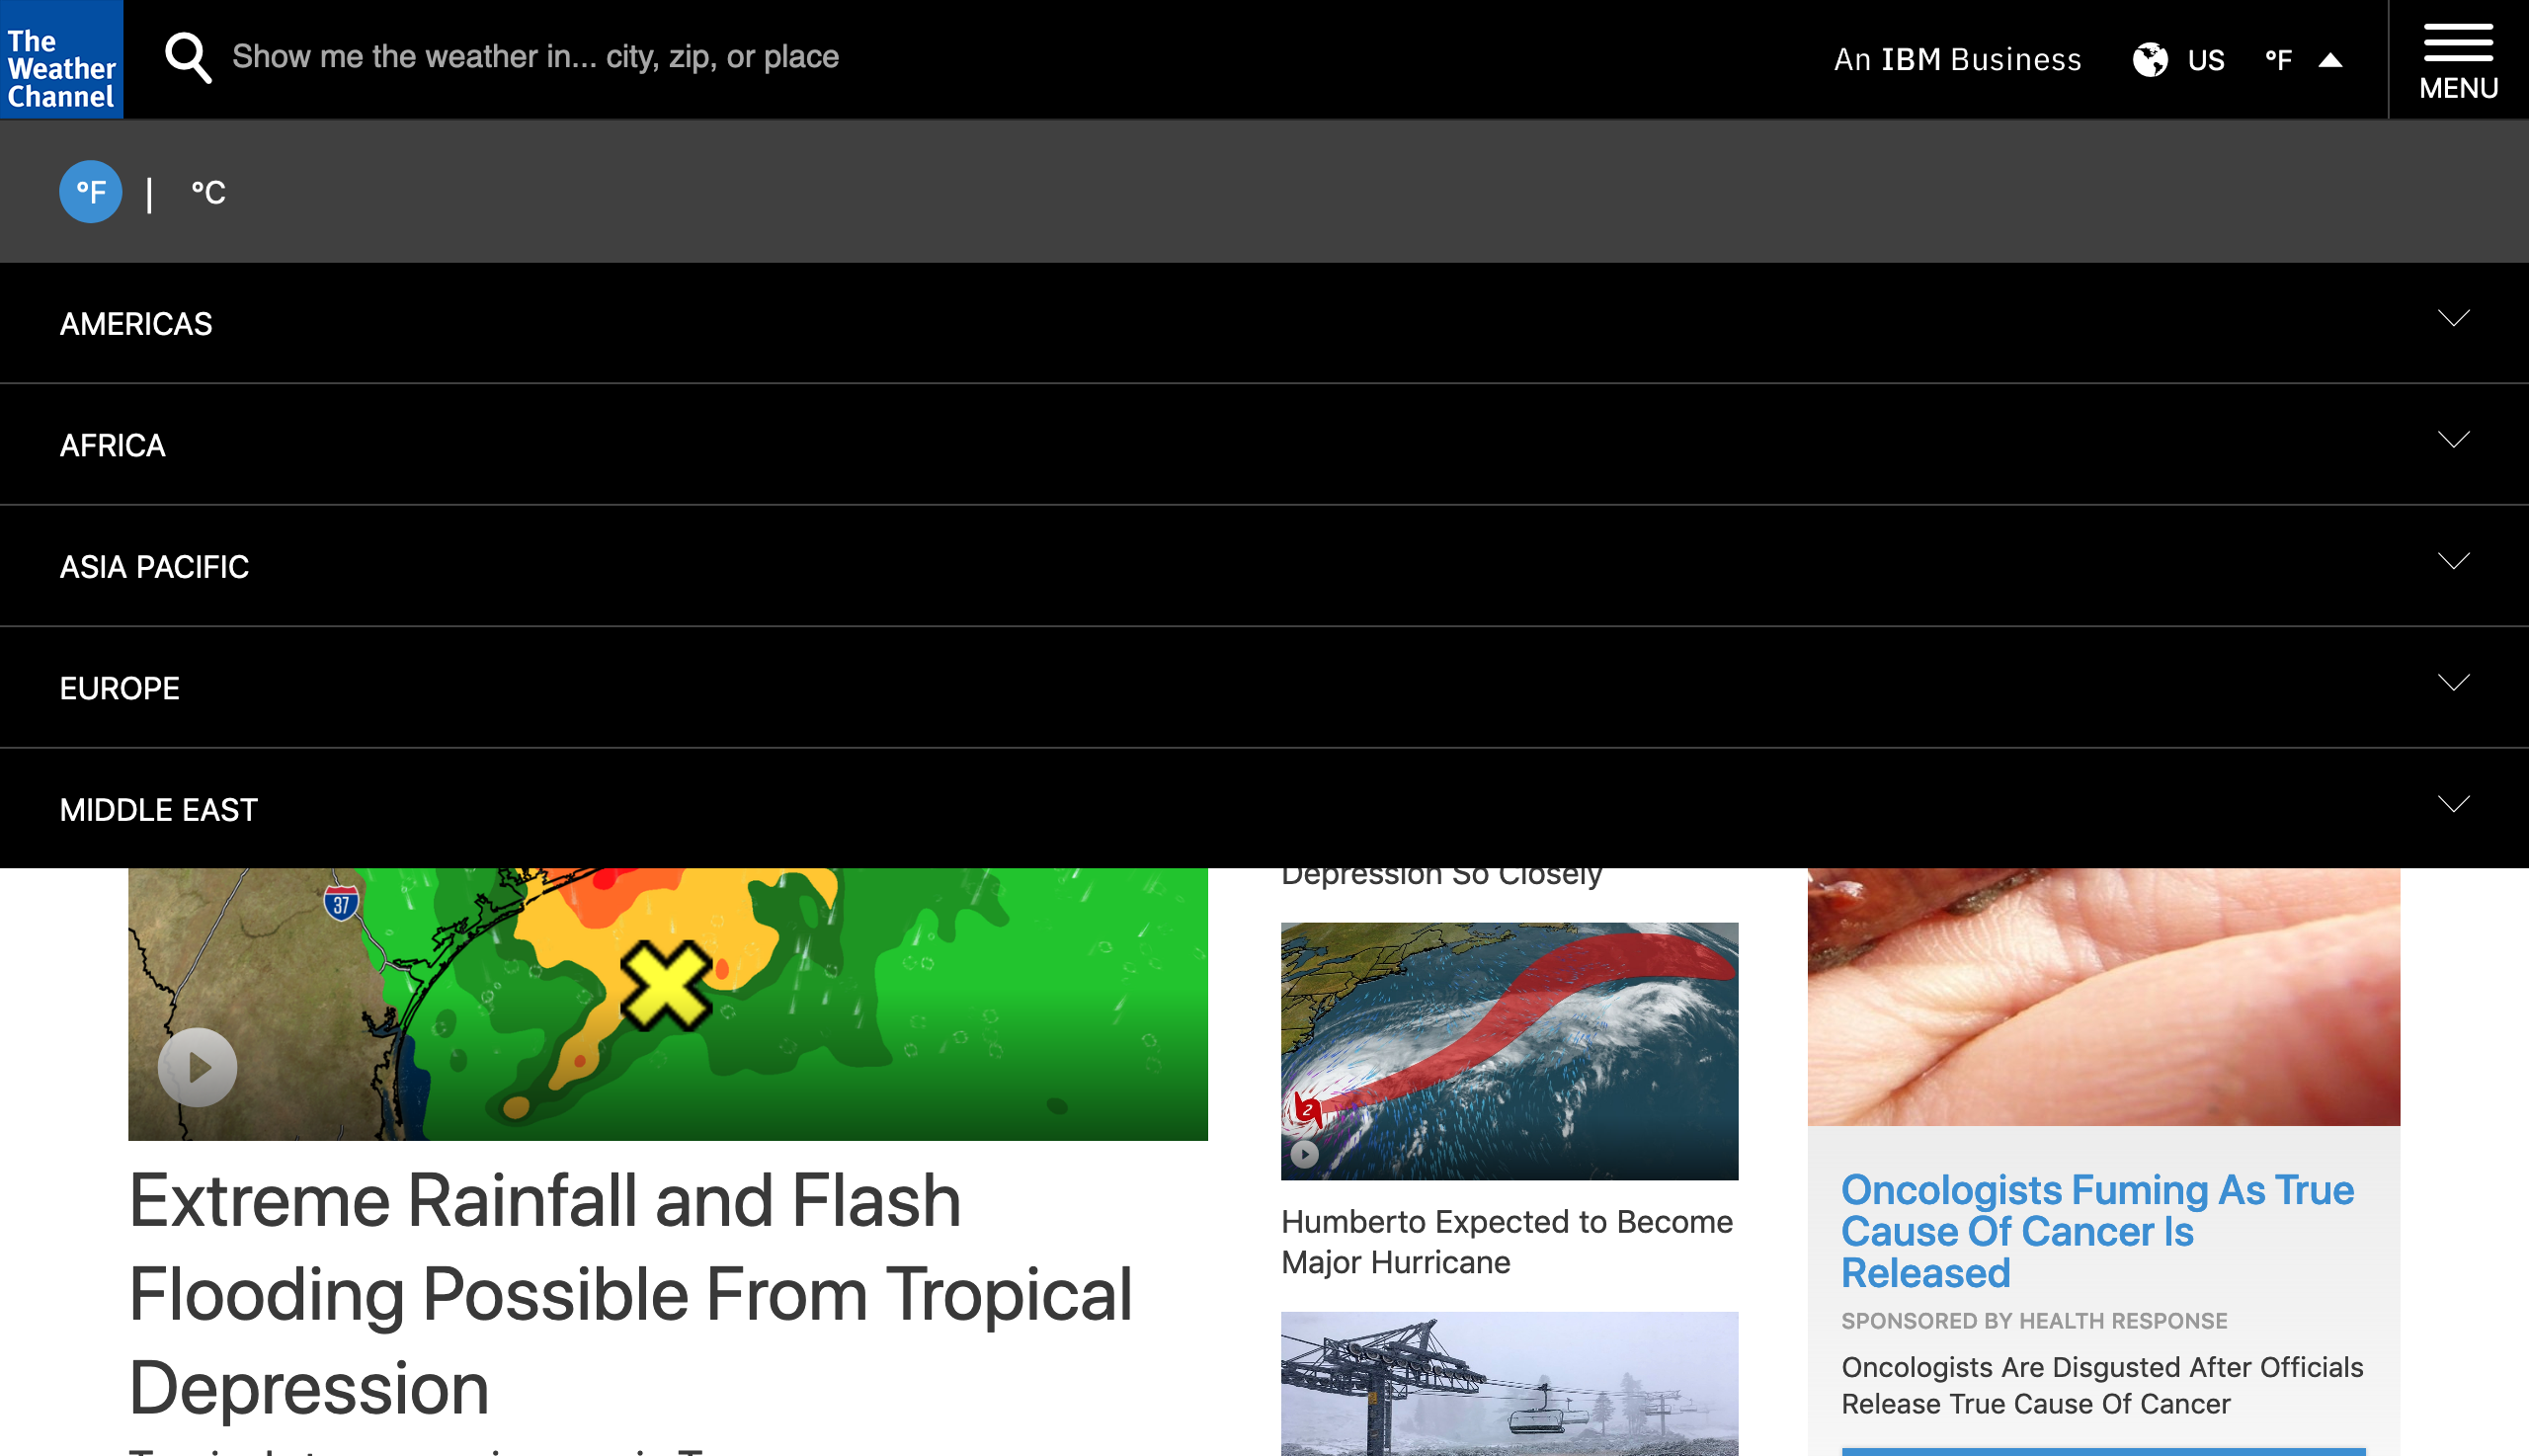 The
Weather
Channel
Show me the weather in... city, zip, or place
An IBM Business
US
°F
MENU
°F | °C
AMERICAS
AFRICA
ASIA PACIFIC
EUROPE
MIDDLE EAST
37
Extreme Rainfall and Flash
Flooding Possible From Tropical
Depression
Depression So Closely
2
Humberto Expected to Become
Major Hurricane
Oncologists Fuming As True
Cause Of Cancer Is
Released
SPONSORED BY HEALTH RESPONSE
Oncologists Are Disgusted After Officials
Release True Cause Of Cancer